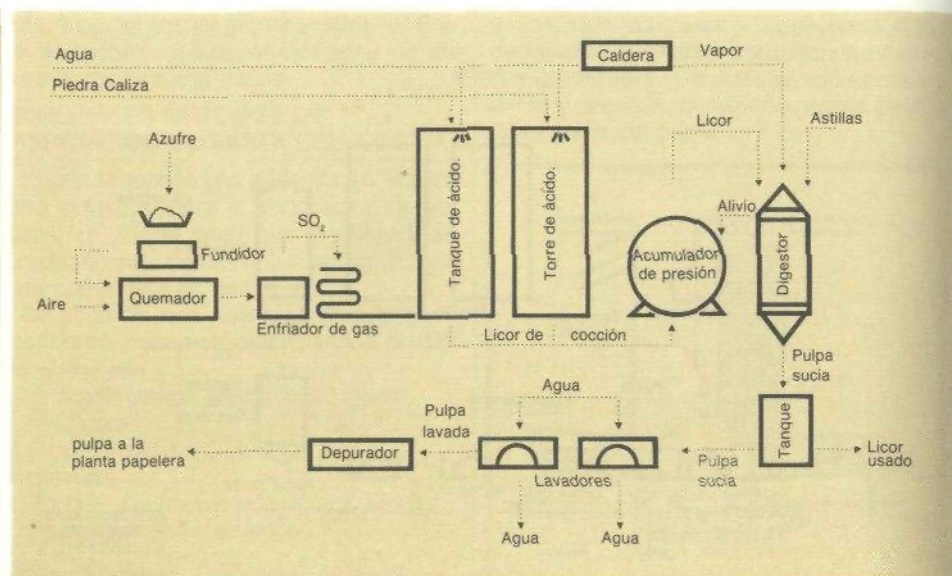 Agua
Caldera
Vapor
Piedra Caliza
Azufre
Licor
Astillas
SO₂
Tanque de ácido.
Torre de ácido.
Alivio
Fundidor
Acumulador
de presión
Digestor
Quemador
Aire
Enfriador de gas
Licor de cocción
Pulpa
sucia
Agua
Pulpa
lavada
Tanque
pulpa a la
planta papelera
Depurador
Lavadores
Pulpa
sucia
Licor
usado
Agua
Agua